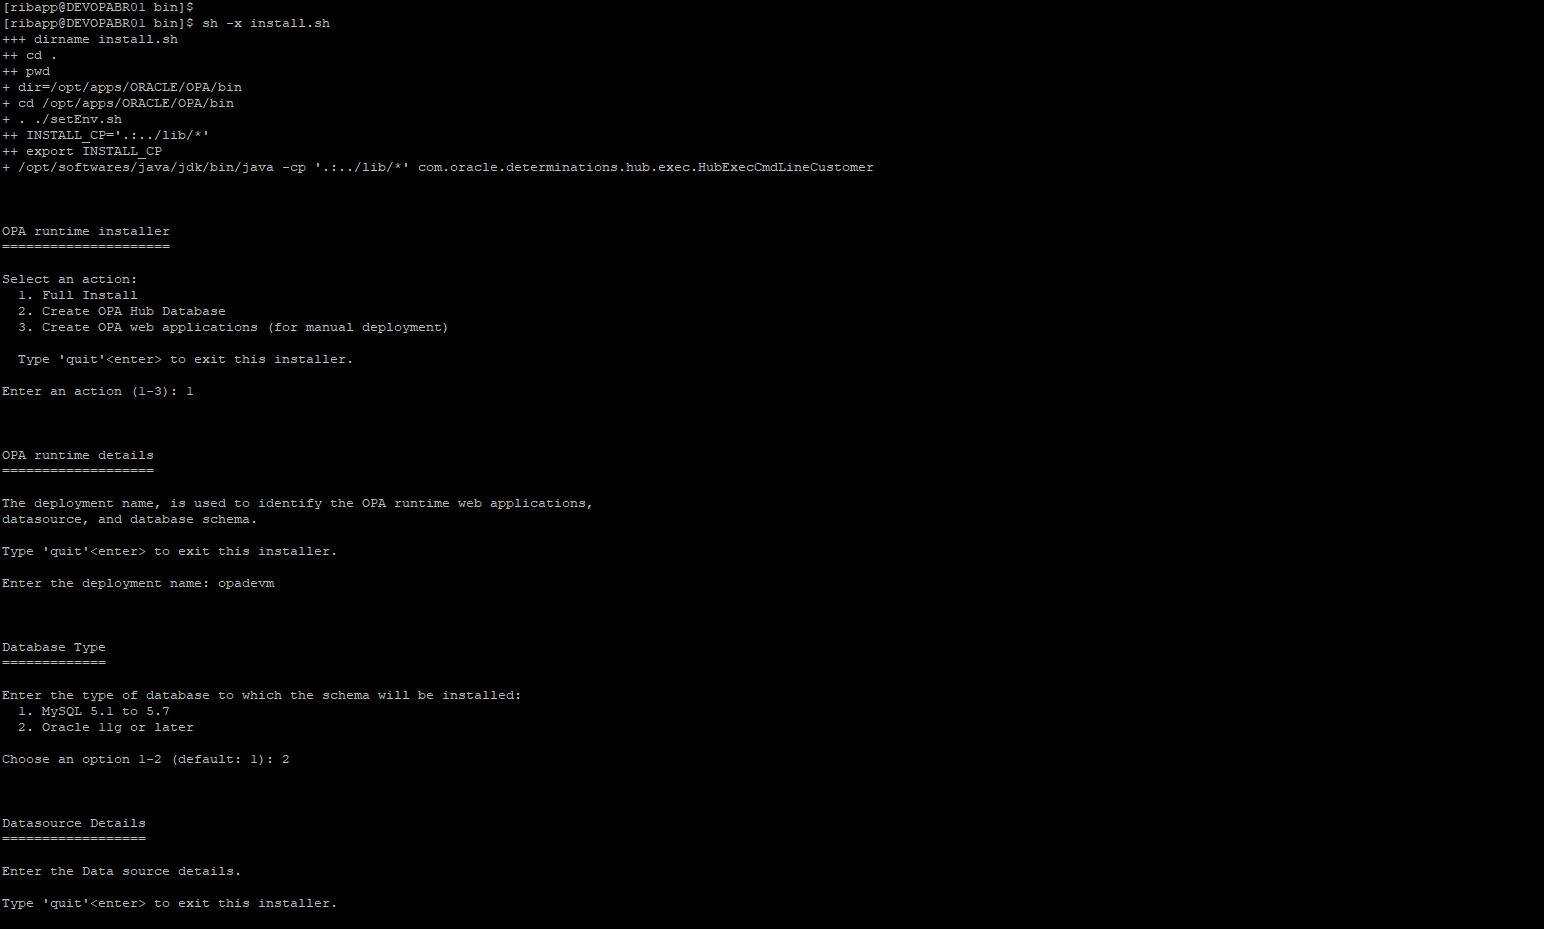 [ribapp@DEVOPABR01 bin]$
[ribapp@DEVOPABR01 bin]$ sh -x install.sh
+++ dirname install.sh
++ cd .
++ pwd
+ dir=/opt/apps/ORACLE/OPA/bin
+ cd /opt/apps/ORACLE/OPA/bin
+ . ./setEnv.sh
++ INSTALL_CP='.:../lib/*'
++ export INSTALL_CP
+ /opt/softwares/java/jdk/bin/java -cp '.:../lib/*' com.oracle.determinations.hub.exec.HubExecCmdLineCustomer
OPA runtime installer
=====================
Select an action:
  1. Full Install
  2. Create OPA Hub Database
  3. Create OPA web applications (for manual deployment)
  Type 'quit'<enter> to exit this installer.
Enter an action (1-3): 1
OPA runtime details
===================
The deployment name, is used to identify the OPA runtime web applications,
datasource, and database schema.
Type 'quit'<enter> to exit this installer.
Enter the deployment name: opadevm
Database Type
=============
Enter the type of database to which the schema will be installed:
  1. MySQL 5.1 to 5.7
  2. Oracle 11g or later
Choose an option 1-2 (default: 1): 2
Datasource Details
==================
Enter the Data source details.
Type 'quit'<enter> to exit this installer.